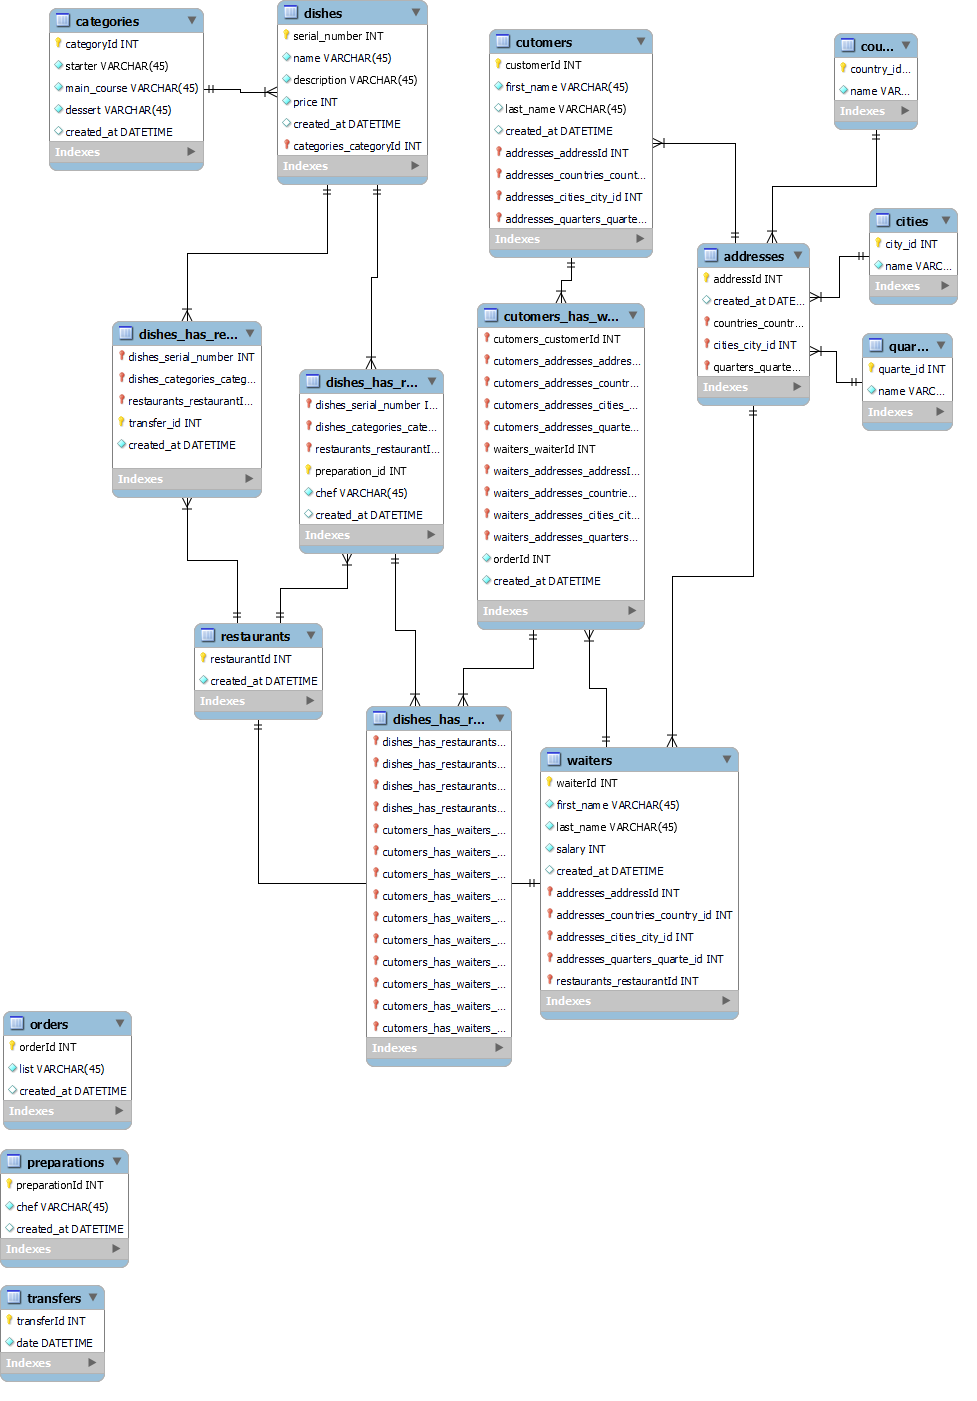 categories
categoryId INT
starter VARCHAR(45)
main_course VARCHAR(45)
dessert VARCHAR(45)
created_at DATETIME
Indexes
dishes
serial_number INT
name VARCHAR(45)
description VARCHAR(45)
price INT
created_at DATETIME
categories_categoryId INT
Indexes
cutomers
customerId INT
first_name VARCHAR(45)
last_name VARCHAR(45)
created_at DATETIME
addresses_addressId INT
addresses_countries_count...
addresses_cities_city_id INT
addresses_quarters_quarte...
Indexes
cou...
country_id...
name VAR...
Indexes
cities
city_id INT
name VARC...
Indexes
addresses
addressId INT
created_at DATE...
countries_countr...
cities_city_id INT
quarters_quarte...
Indexes
quar...
quarte_id INT
name VARC...
Indexes
dishes_has_re...
dishes_serial_number INT
dishes_categories_categ...
restaurants_restaurantI...
transfer_id INT
created_at DATETIME
Indexes
dishes_has_r...
dishes_serial_number I...
dishes_categories_cate...
restaurants_restaurantI...
preparation_id INT
chef VARCHAR(45)
created_at DATETIME
Indexes
cutomers_has_w...
cutomers_customerId INT
cutomers_addresses_addres...
cutomers_addresses_countr...
cutomers_addresses_cities_...
cutomers_addresses_quarte...
waiters_waiterId INT
waiters_addresses_addressI...
waiters_addresses_countrie...
waiters_addresses_cities_cit...
waiters_addresses_quarters...
orderId INT
created_at DATETIME
Indexes
restaurants
restaurantId INT
created_at DATETIME
Indexes
dishes_has_r...
dishes_has_restaurants...
dishes_has_restaurants...
dishes_has_restaurants...
dishes_has_restaurants...
cutomers_has_waiters_...
cutomers_has_waiters_...
cutomers_has_waiters_...
cutomers_has_waiters_...
cutomers_has_waiters_...
cutomers_has_waiters_...
cutomers_has_waiters_...
cutomers_has_waiters_...
cutomers_has_waiters_...
cutomers_has_waiters_...
Indexes
waiters
waiterId INT
first_name VARCHAR(45)
last_name VARCHAR(45)
salary INT
created_at DATETIME
addresses_addressId INT
addresses_countries_country_id INT
addresses_cities_city_id INT
addresses_quarters_quarte_id INT
restaurants_restaurantId INT
Indexes
orders
orderId INT
list VARCHAR(45)
created_at DATETIME
Indexes
preparations
preparationId INT
chef VARCHAR(45)
created_at DATETIME
Indexes
transfers
transferId INT
date DATETIME
Indexes